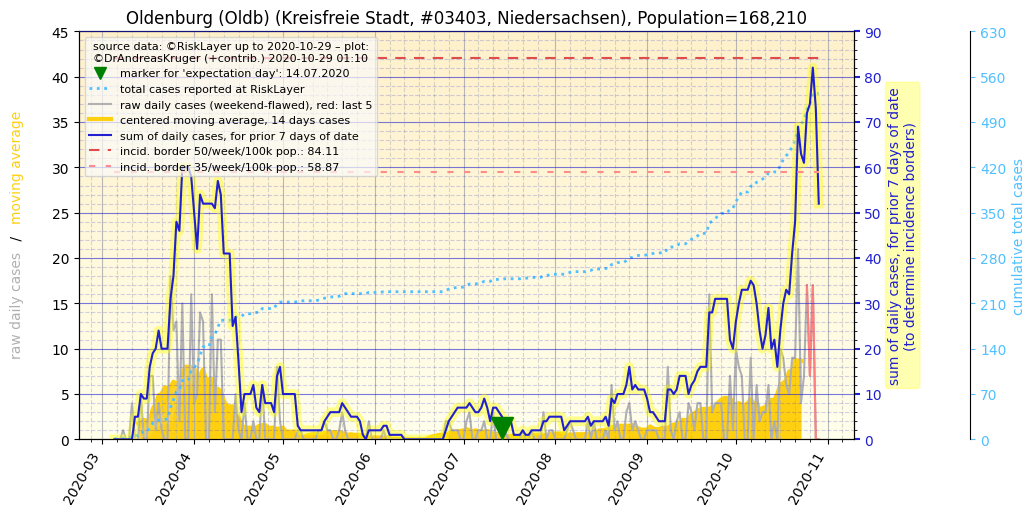 Oldenburg (Oldb) (Kreisfreie Stadt, #03403, Niedersachsen), Population=168,210
source data: ©RiskLayer up to 2020-10-29 – plot:
©DrAndreasKruger (+contrib.) 2020-10-29 01:10
marker for 'expectation day': 14.07.2020
total cases reported at RiskLayer
raw daily cases (weekend-flawed), red: last 5
centered moving average, 14 days cases
sum of daily cases, for prior 7 days of date
incid. border 50/week/100k pop.: 84.11
incid. border 35/week/100k pop.: 58.87
raw daily cases / moving average
45
40
35
30
25
20
15
10
5
0
2020-03
2020-04
2020-05
2020-06
2020-07
2020-08
2020-09
2020-10
2020-11
90
80
70
60
50
40
30
20
10
0
sum of daily cases, for prior 7 days of date
(to determine, incidence borders)
630
560
490
420
350
280
210
140
70
0
cumulative total cases